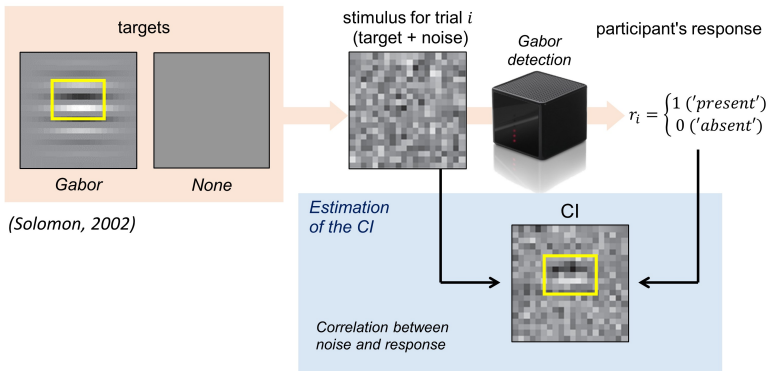 targets
Gabor
None
(Solomon, 2002)
stimulus for trial i
(target + noise)
Gabor
detection
participant's response
rᵢ = {1 ('present')
0 ('absent')
Estimation
of the CI
CI
Correlation between
noise and response